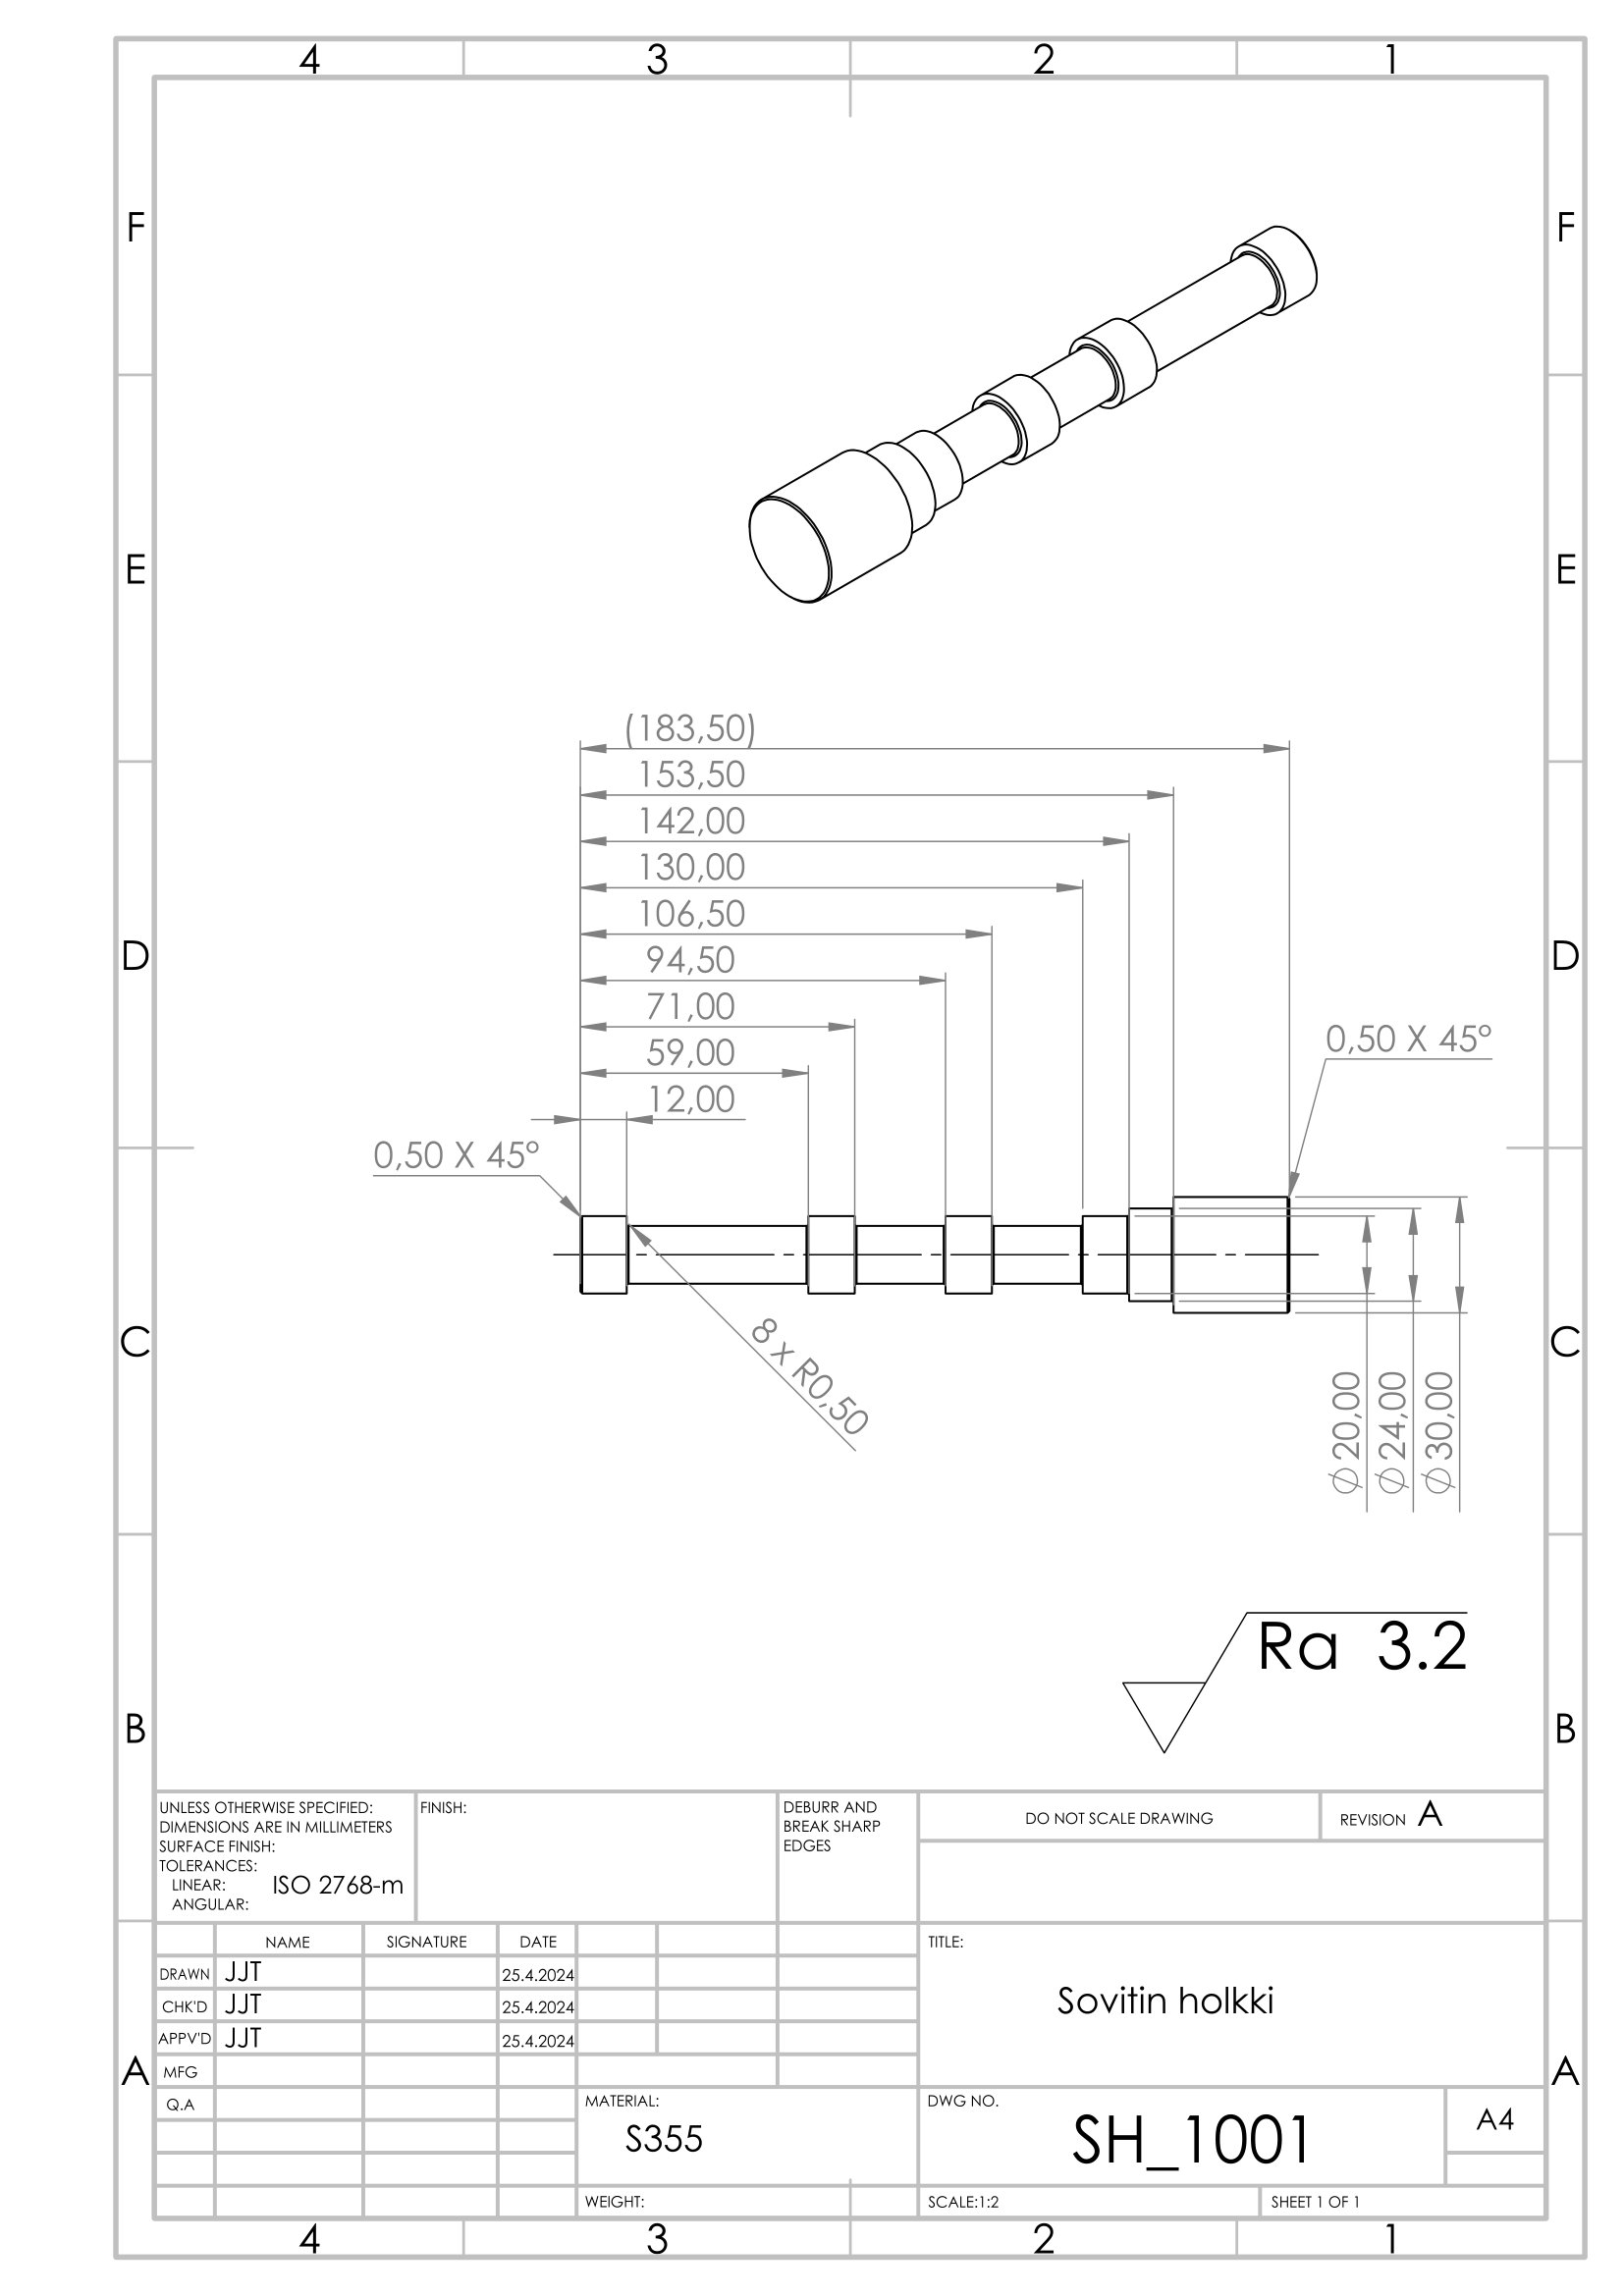 4 3 2 1
F F
E E
(183,50)
153,50
142,00
130,00
106,50
D D
94,50
71,00
59,00
0,50 X 45°
12,00
0,50 X 45°
8 x R0,50
C C
⌀20,00
⌀24,00
⌀30,00
Ra 3.2
B B
UNLESS OTHERWISE SPECIFIED:
DIMENSIONS ARE IN MILLIMETERS
SURFACE FINISH:
TOLERANCES:
LINEAR: ISO 2768-m
ANGULAR:
FINISH:
DEBURR AND
BREAK SHARP
EDGES
DO NOT SCALE DRAWING
REVISION A
NAME SIGNATURE DATE
DRAWN JJT 25.4.2024
CHK'D JJT 25.4.2024
APPV'D JJT 25.4.2024
MFG
Q.A
A A
TITLE:
Sovitin holkki
MATERIAL:
S355
DWG NO.
SH_1001
A4
WEIGHT:
SCALE:1:2
SHEET 1 OF 1
4 3 2 1